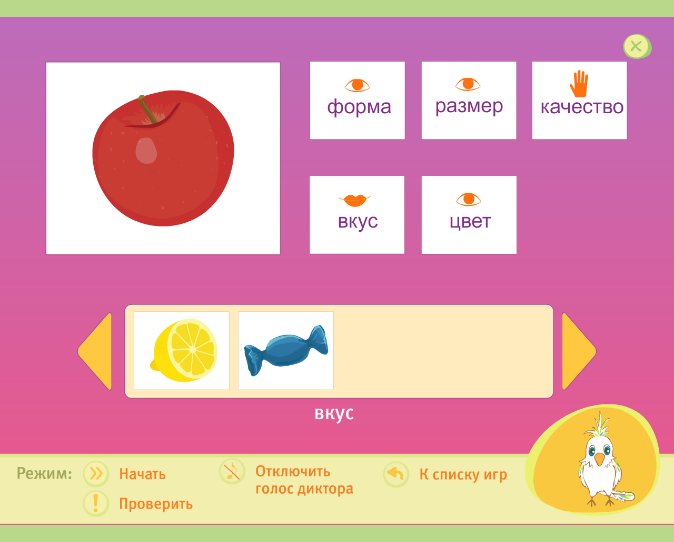 форма
размер
качество
вкус
цвет
вкус
Режим:
Начать
Проверить
Отключить
голос диктора
К списку игр